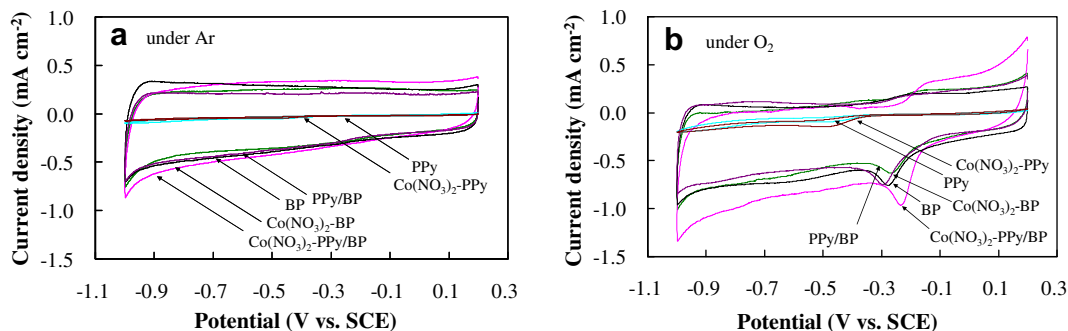 a under Ar
Current density (mA cm-2)
1.0
0.5
0.0
-0.5
-1.0
-1.5
PPy
Co(NO3)2-PPy
PPy/BP
BP
Co(NO3)2-BP
Co(NO3)2-PPy/BP
-1.1 -0.9 -0.7 -0.5 -0.3 -0.1 0.1 0.3
Potential (V vs. SCE)
b under O2
Current density (mA cm-2)
1.0
0.5
0.0
-0.5
-1.0
-1.5
Co(NO3)2-PPy
PPy
Co(NO3)2-BP
BP
PPy/BP
Co(NO3)2-PPy/BP
-1.1 -0.9 -0.7 -0.5 -0.3 -0.1 0.1 0.3
Potential (V vs. SCE)